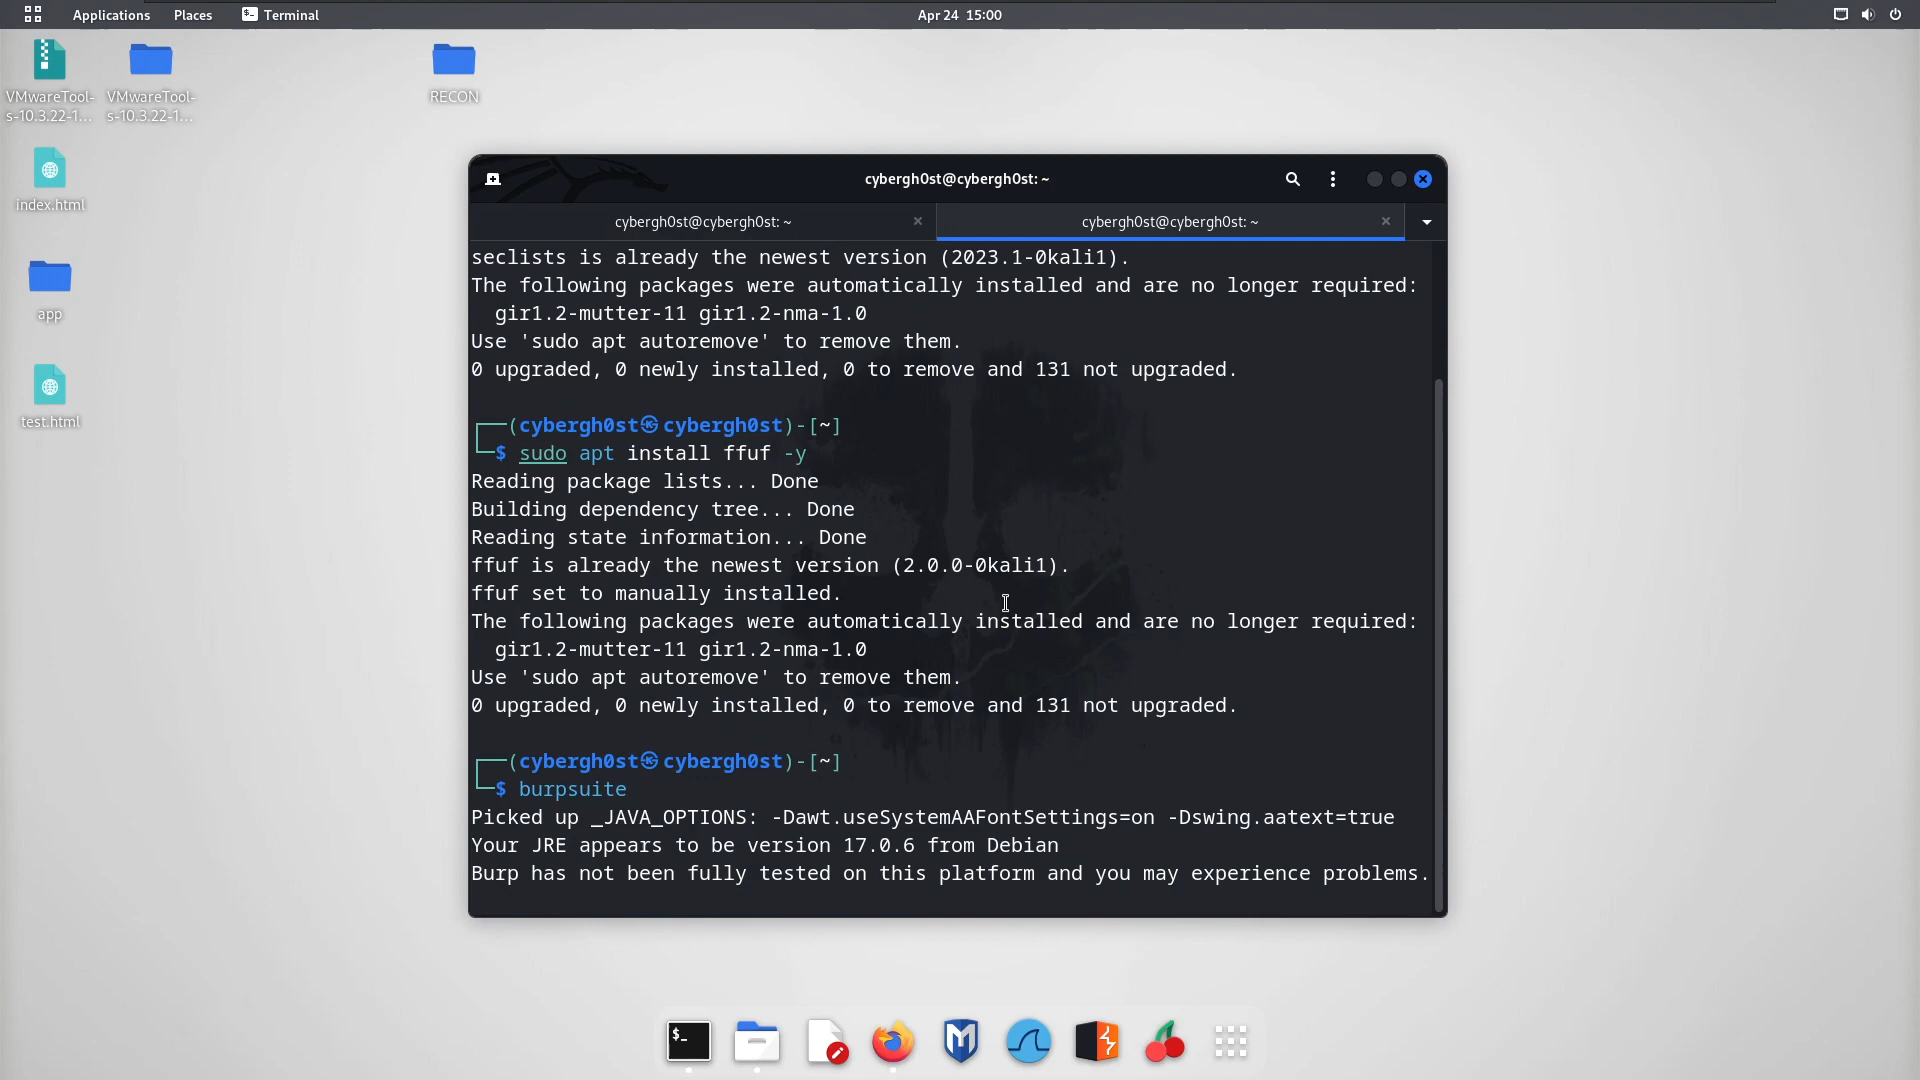 Applications Places Terminal Apr 24 15:00
VMwareTool-
s-10.3.22-1...
VMwareTool-
s-10.3.22-1...
RECON
index.html
app
test.html
cybergh0st@cybergh0st: ~
cybergh0st@cybergh0st: ~ cybergh0st@cybergh0st: ~
seclists is already the newest version (2023.1-0kali1).
The following packages were automatically installed and are no longer required:
gir1.2-mutter-11 gir1.2-nma-1.0
Use 'sudo apt autoremove' to remove them.
0 upgraded, 0 newly installed, 0 to remove and 131 not upgraded.
┌──(cybergh0st㉿cybergh0st)-[~]
└─$ sudo apt install ffuf -y
Reading package lists... Done
Building dependency tree... Done
Reading state information... Done
ffuf is already the newest version (2.0.0-0kali1).
ffuf set to manually installed.
The following packages were automatically installed and are no longer required:
gir1.2-mutter-11 gir1.2-nma-1.0
Use 'sudo apt autoremove' to remove them.
0 upgraded, 0 newly installed, 0 to remove and 131 not upgraded.
┌──(cybergh0st㉿cybergh0st)-[~]
└─$ burpsuite
Picked up _JAVA_OPTIONS: -Dawt.useSystemAAFontSettings=on -Dswing.aatext=true
Your JRE appears to be version 17.0.6 from Debian
Burp has not been fully tested on this platform and you may experience problems.